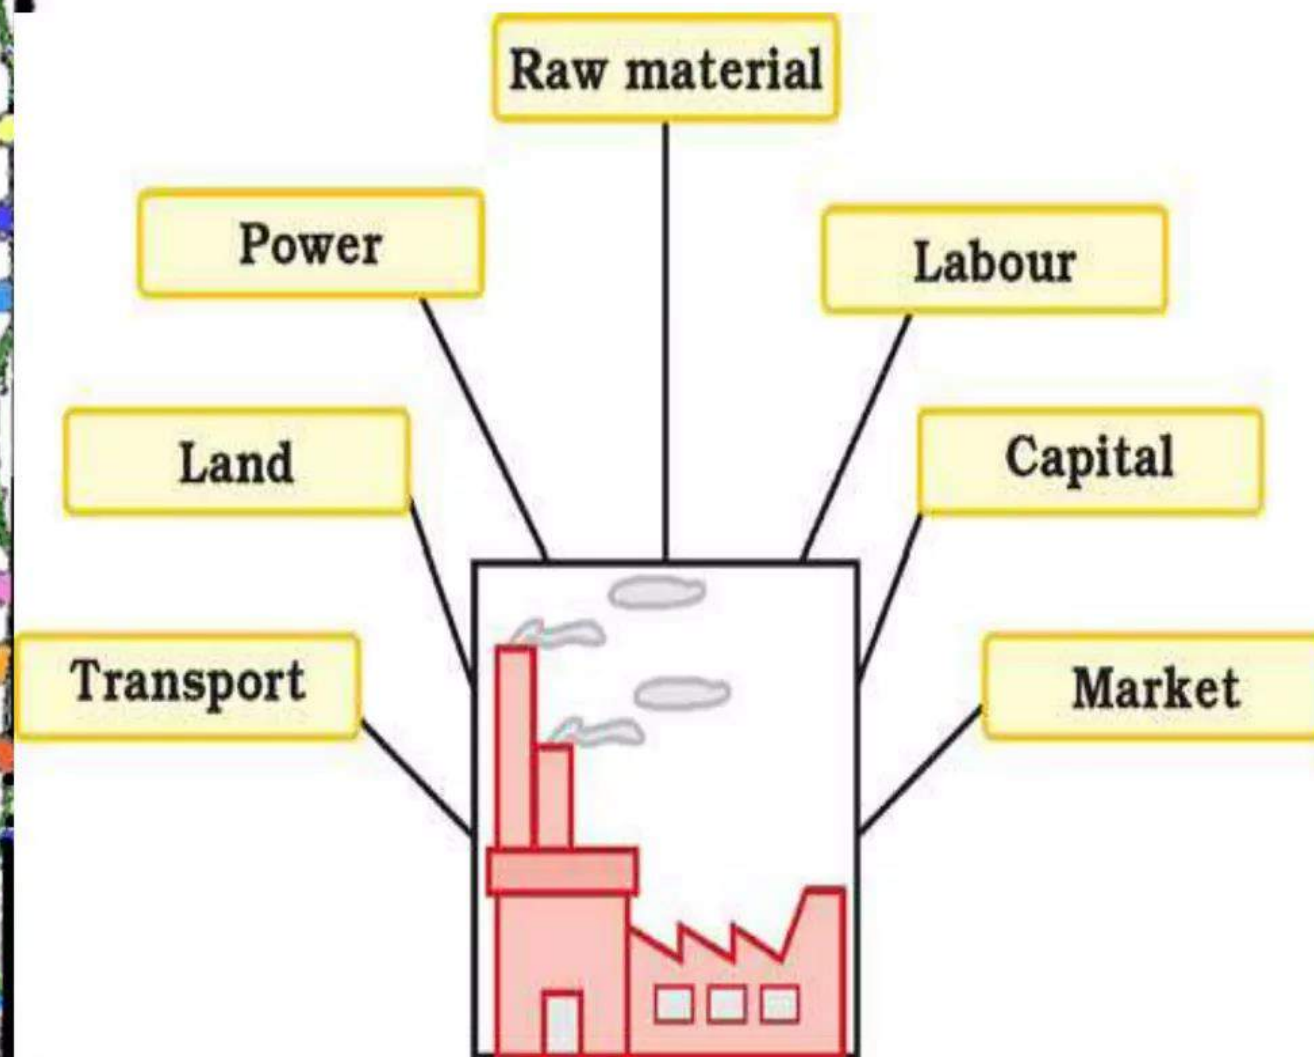 Raw material
Power
Labour
Land
Capital
Transport
Market